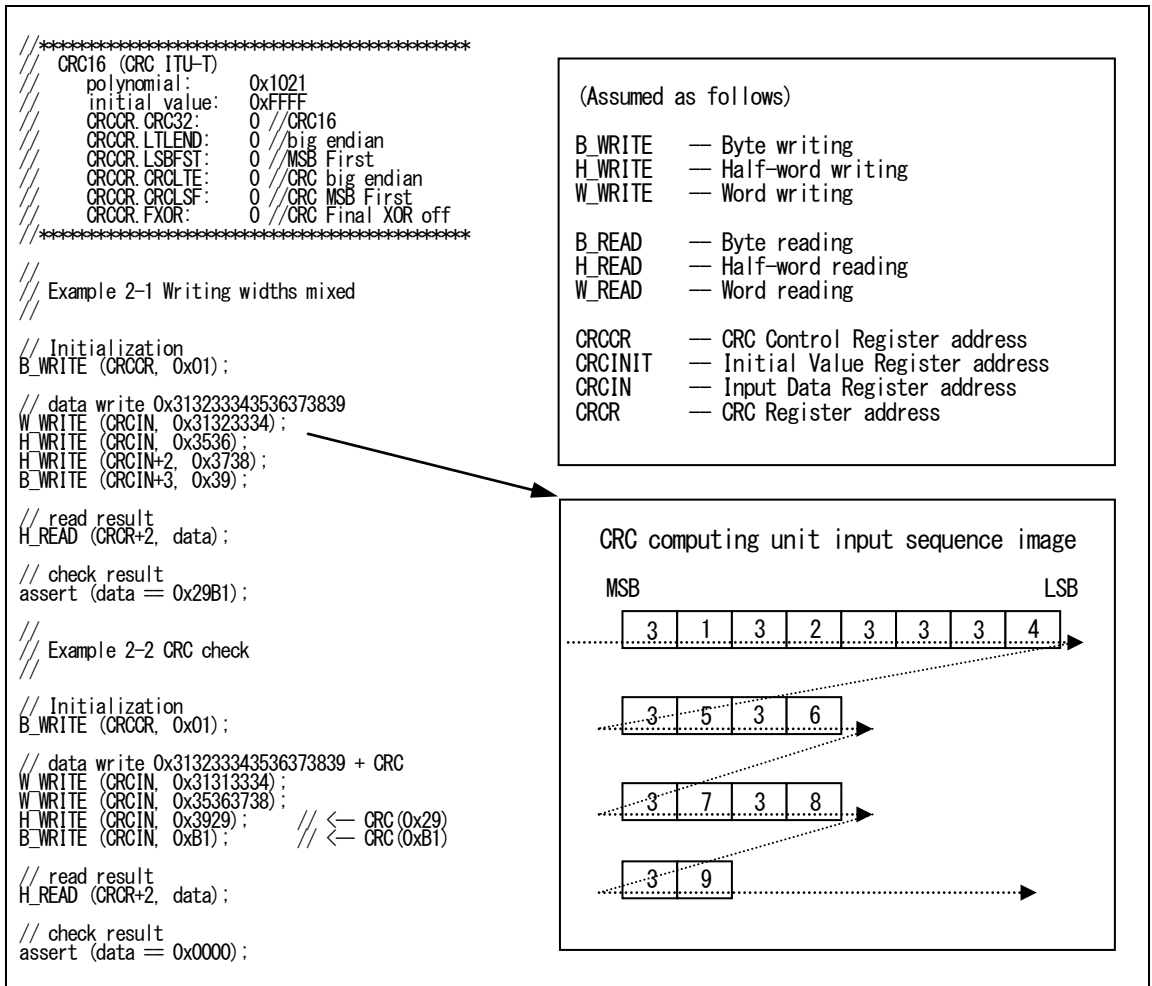 //********************************************
// CRC16 (CRC ITU-T)
// polynomial: 0x1021
// initial value: 0xFFFF
// CRCCR.CRC32: 0 //CRC16
// CRCCR.LTLEND: 0 //big endian
// CRCCR.LSBFST: 0 //MSB First
// CRCCR.CRCLTE: 0 //CRC big endian
// CRCCR.CRCLSF: 0 //CRC MSB First
// CRCCR.FXOR: 0 //CRC Final XOR off
//********************************************
//
// Example 2-1 Writing widths mixed
//
// Initialization
B_WRITE (CRCCR, 0x01);
// data write 0x313233343536373839
W_WRITE (CRCIN, 0x31323334);
H_WRITE (CRCIN, 0x3536);
H_WRITE (CRCIN+2, 0x3738);
B_WRITE (CRCIN+3, 0x39);
// read result
H_READ (CRCR+2, data);
// check result
assert (data == 0x29B1);
//
// Example 2-2 CRC check
//
// Initialization
B_WRITE (CRCCR, 0x01);
// data write 0x313233343536373839 + CRC
W_WRITE (CRCIN, 0x31313334);
W_WRITE (CRCIN, 0x35363738);
H_WRITE (CRCIN, 0x3929); // <-- CRC(0x29)
B_WRITE (CRCIN, 0xB1); // <-- CRC(0xB1)
// read result
H_READ (CRCR+2, data);
// check result
assert (data == 0x0000);
(Assumed as follows)
B_WRITE -- Byte writing
H_WRITE -- Half-word writing
W_WRITE -- Word writing
B_READ -- Byte reading
H_READ -- Half-word reading
W_READ -- Word reading
CRCCR -- CRC Control Register address
CRCINIT -- Initial Value Register address
CRCIN -- Input Data Register address
CRCR -- CRC Register address
CRC computing unit input sequence image
MSB LSB
3 1 3 2 3 3 3 4
3 5 3 6
3 7 3 8
3 9